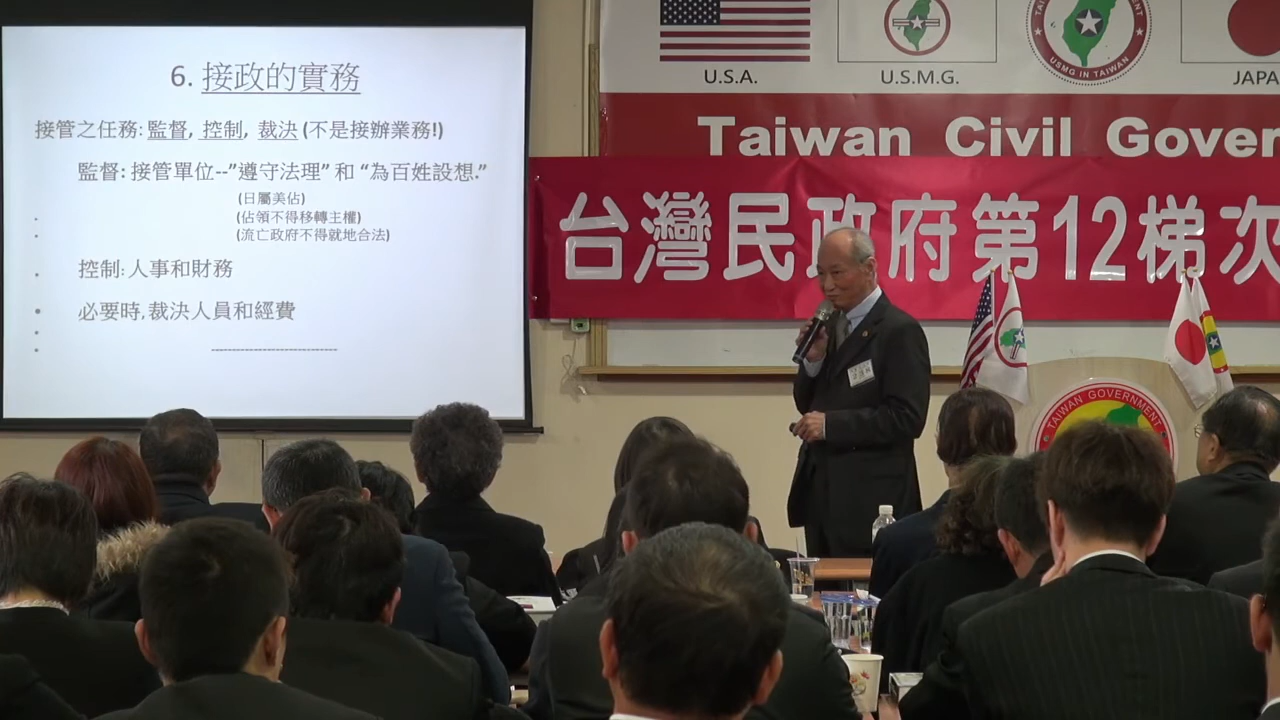 6. 接政的實務
接管之任務: 監督, 控制, 裁決 (不是接辦業務!)
監督: 接管單位--”遵守法理” 和 “為百姓設想.”
(日屬美佔)
• (佔領不得移轉主權)
• (流亡政府不得就地合法)
• 控制: 人事和財務
• 必要時, 裁決人員和經費
U.S.A.
U.S.M.G.
USMG IN TAIWAN
JAPA
Taiwan Civil Gover
台灣民政府第12梯次
TAIWAN GOVERNMENT